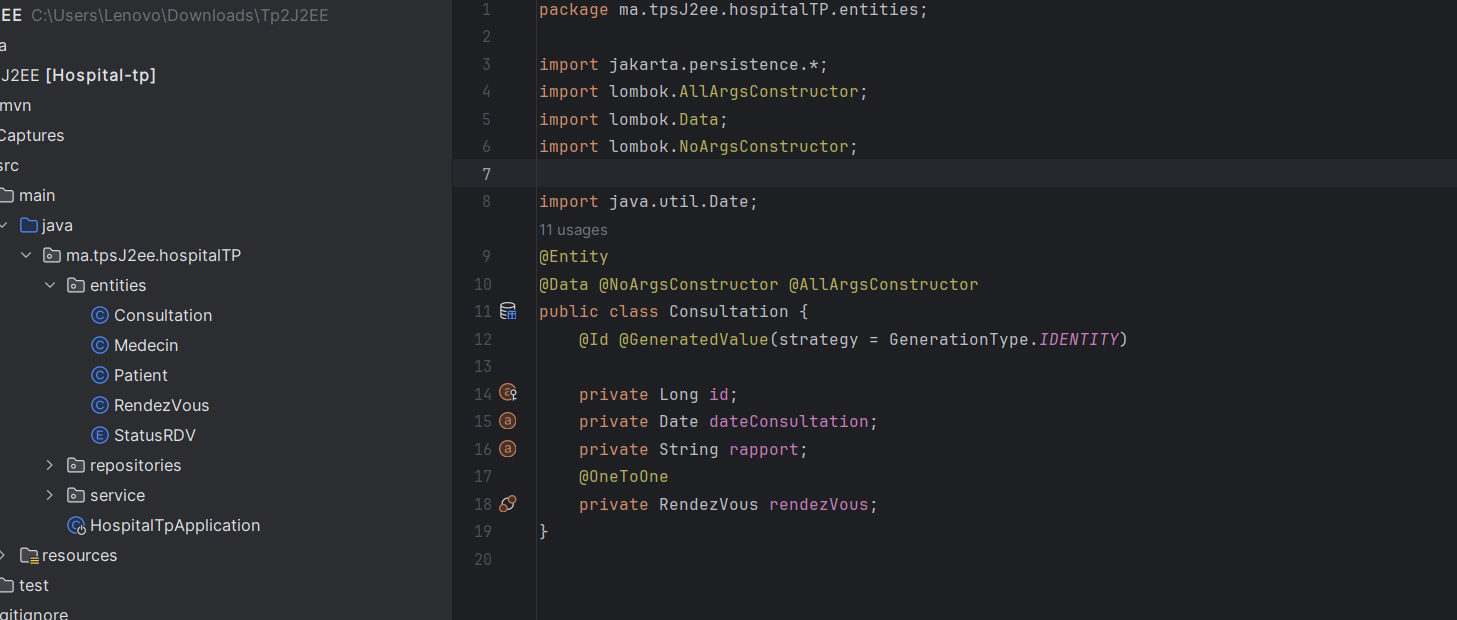 EE C:\Users\Lenovo\Downloads\Tp2J2EE
a
J2EE [Hospital-tp]
mvn
Captures
src
main
java
ma.tpsJ2ee.hospitalTP
entities
C Consultation
C Medecin
C Patient
C RendezVous
E StatusRDV
repositories
service
C HospitalTpApplication
resources
test
gitignore
1 package ma.tpsJ2ee.hospitalTP.entities;
2
3 import jakarta.persistence.*;
4 import lombok.AllArgsConstructor;
5 import lombok.Data;
6 import lombok.NoArgsConstructor;
7
8 import java.util.Date;
11 usages
9 @Entity
10 @Data @NoArgsConstructor @AllArgsConstructor
11 public class Consultation {
12 @Id @GeneratedValue(strategy = GenerationType.IDENTITY)
13
14 a private Long id;
15 a private Date dateConsultation;
16 a private String rapport;
17 @OneToOne
18 private RendezVous rendezVous;
19 }
20